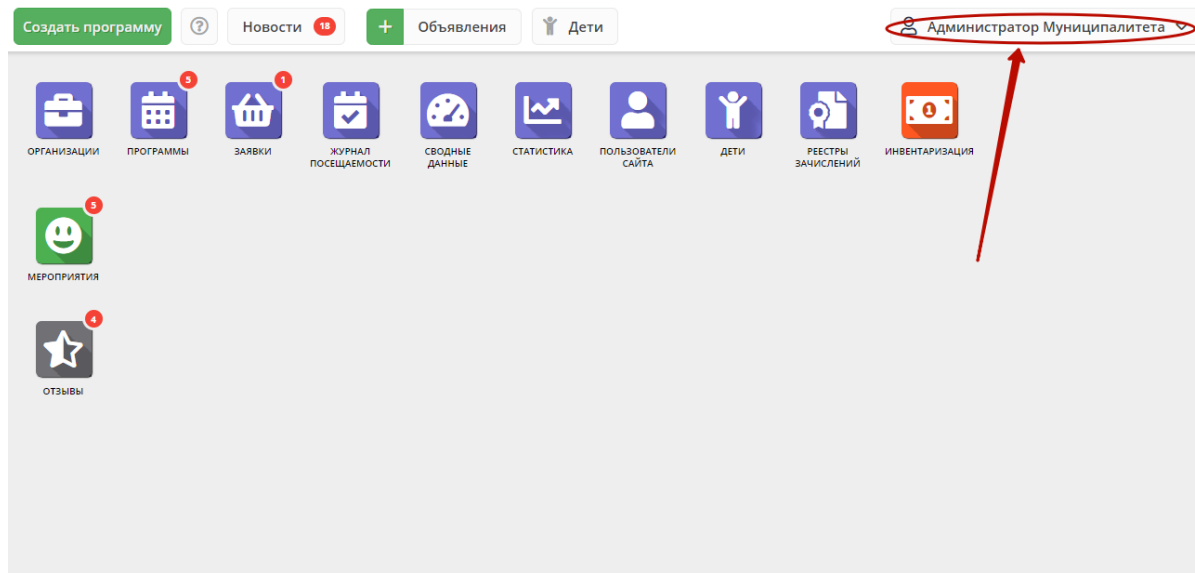 Создать программу
?
Новости 18
+ Объявления
Дети
Администратор Муниципалитета
5
1
1
ОРГАНИЗАЦИИ
ПРОГРАММЫ
ЗАЯВКИ
ЖУРНАЛ
ПОСЕЩАЕМОСТИ
СВОДНЫЕ
ДАННЫЕ
СТАТИСТИКА
ПОЛЬЗОВАТЕЛИ
САЙТА
ДЕТИ
РЕЕСТРЫ
ЗАЧИСЛЕНИЙ
ИНВЕНТАРИЗАЦИЯ
5
МЕРОПРИЯТИЯ
4
ОТЗЫВЫ